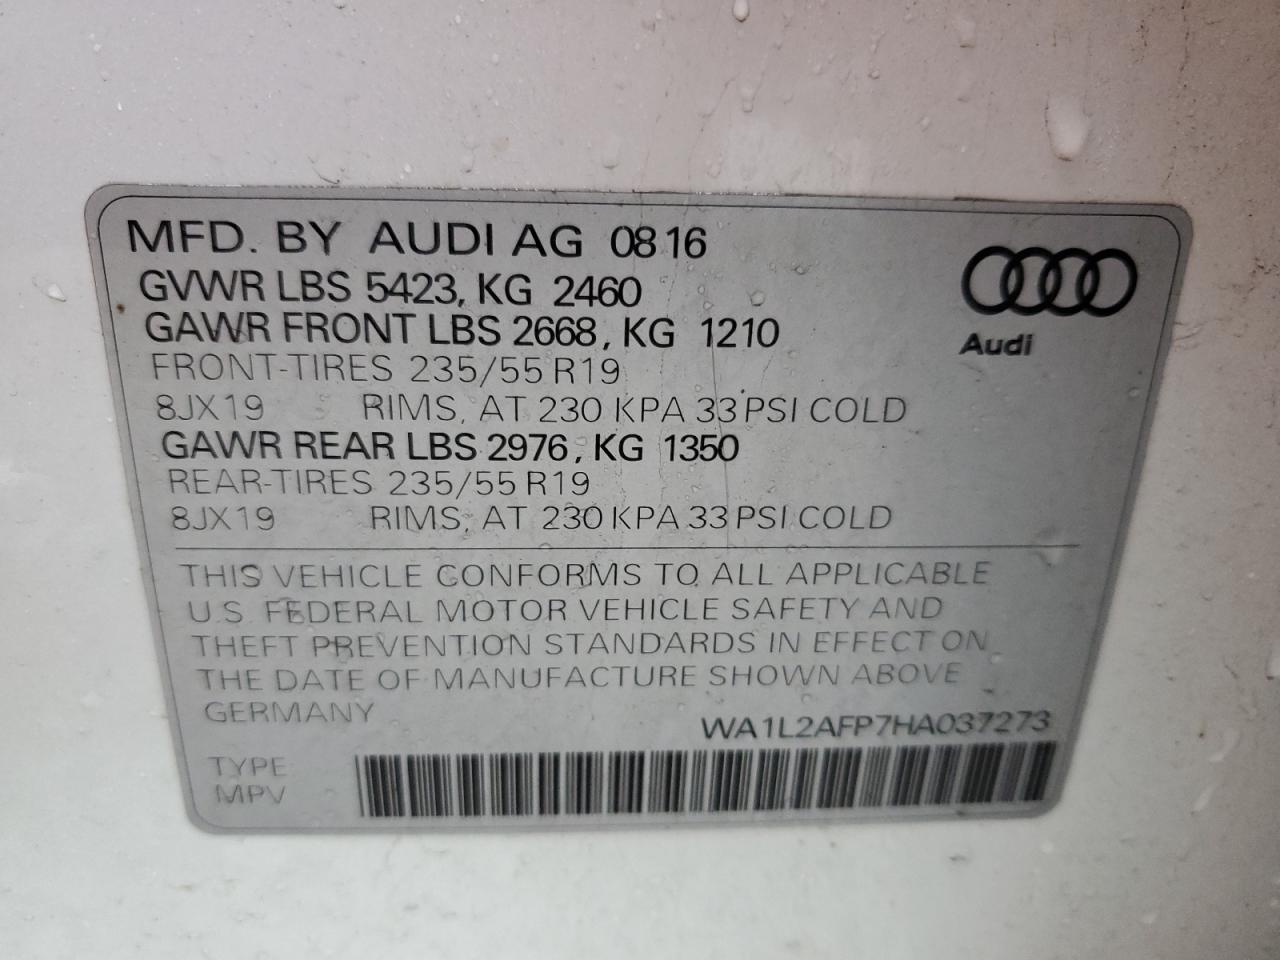 MFD. BY AUDI AG 08 16
GVWR LBS 5423, KG 2460
GAWR FRONT LBS 2668, KG 1210
FRONT-TIRES 235/55 R19
8JX19 RIMS, AT 230 KPA 33 PSI COLD
GAWR REAR LBS 2976, KG 1350
REAR-TIRES 235/55 R19
8JX19 RIMS, AT 230 KPA 33 PSI COLD
Audi
THIS VEHICLE CONFORMS TO ALL APPLICABLE
U.S. FEDERAL MOTOR VEHICLE SAFETY AND
THEFT PREVENTION STANDARDS IN EFFECT ON
THE DATE OF MANUFACTURE SHOWN ABOVE
GERMANY
WA1L2AFP7HA037273
TYPE
MPV